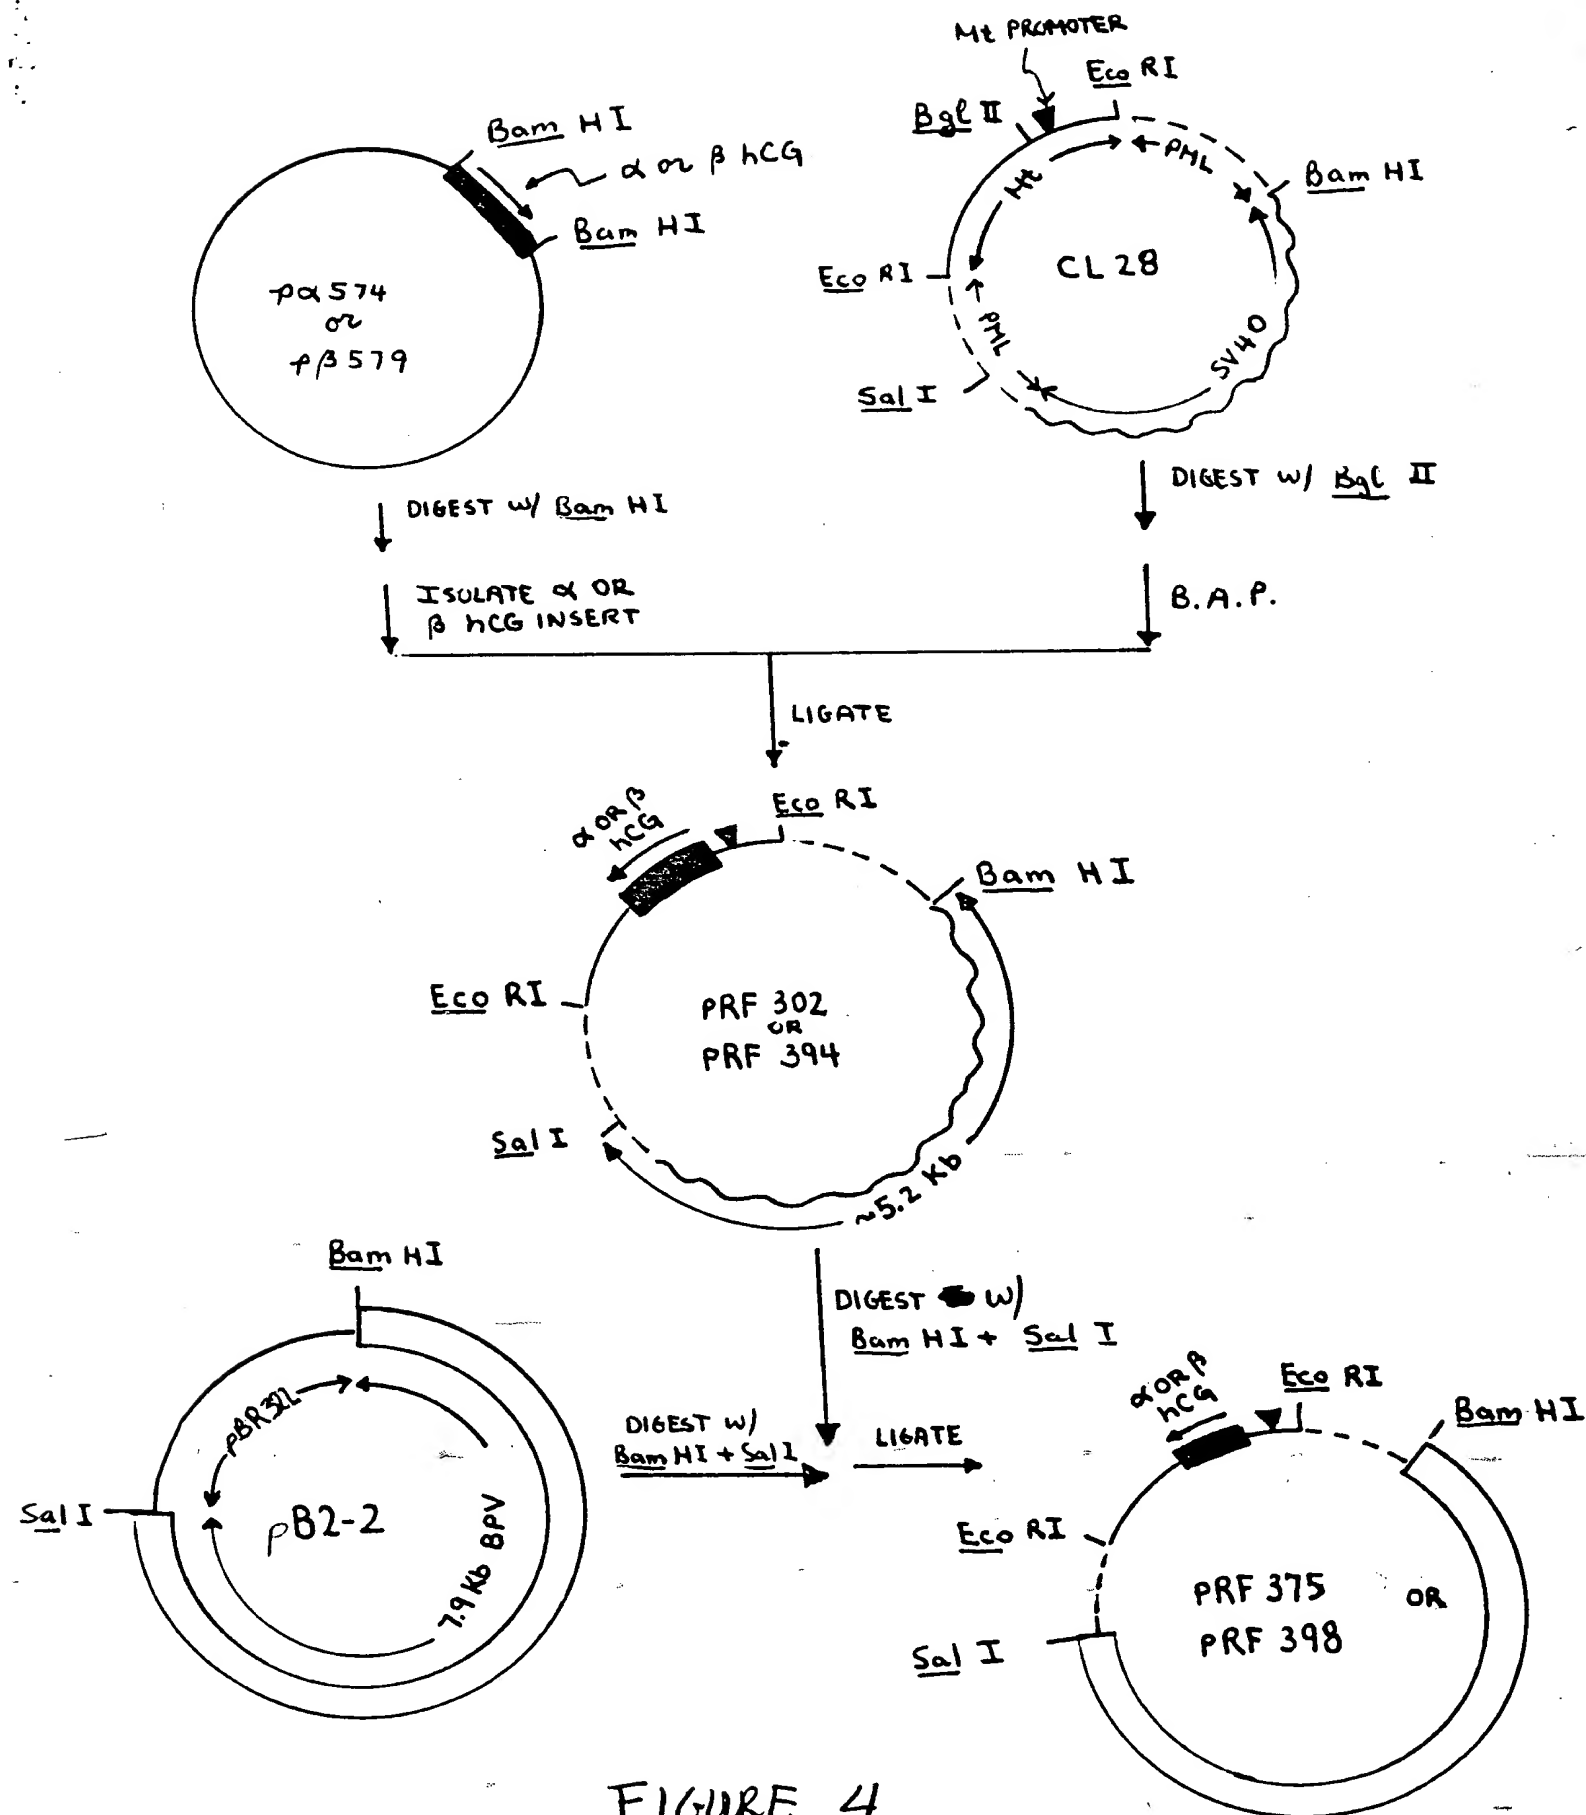 Mt PROMOTER
Eco RI
Bgl II
Bam HI
α or β hCG
Bam HI
pα574
or
pβ579
Mt
PML
Bam HI
CL28
Eco RI
PML
SV40
Sal I
DIGEST w/ Bam HI
DIGEST w/ Bgl II
ISOLATE α OR
β hCG INSERT
B.A.P.
LIGATE
α OR β
hCG
Eco RI
Bam HI
Eco RI
pRF 302
OR
pRF 394
Sal I
~5.2 Kb
Bam HI
DIGEST w/
Bam HI + Sal I
pBR322
DIGEST w/
Bam HI + Sal I
LIGATE
Sal I
pB2-2
7.9 Kb BPV
α OR β
hCG
Eco RI
Bam HI
Eco RI
pRF 375 OR
pRF 398
Sal I
FIGURE 4